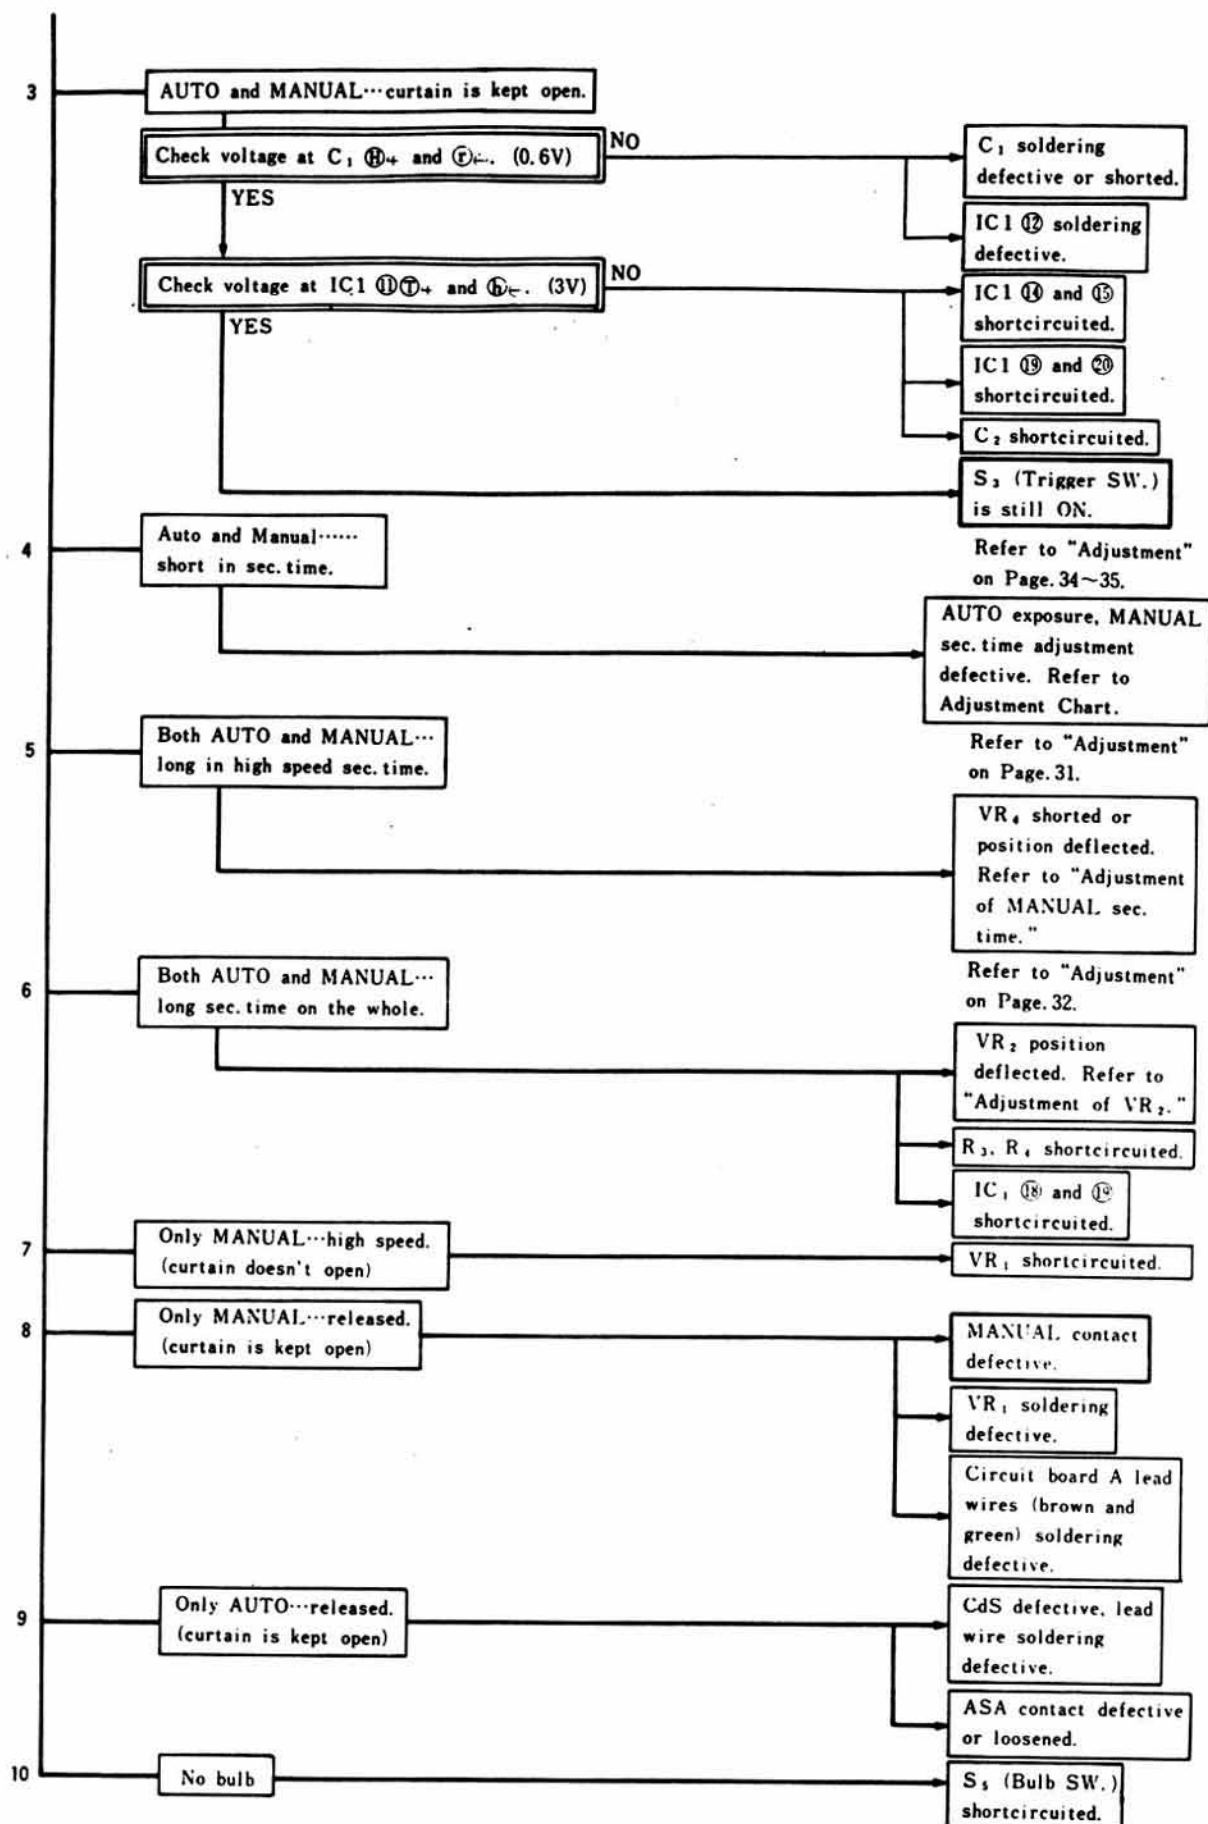 3
AUTO and MANUAL···curtain is kept open.
Check voltage at C₁ Ⓗ+ and ⓡ-. (0.6V)
NO
C₁ soldering
defective or shorted.
YES
IC1 ⑫ soldering
defective.
Check voltage at IC1 ⑪Ⓣ+ and ⓗ-. (3V)
NO
IC1 ⑭ and ⑮
shortcircuited.
YES
IC1 ⑲ and ⑳
shortcircuited.
C₂ shortcircuited.
S₃ (Trigger SW.)
is still ON.
4
Auto and Manual······
short in sec. time.
Refer to "Adjustment"
on Page. 34~35.
AUTO exposure, MANUAL
sec. time adjustment
defective. Refer to
Adjustment Chart.
5
Both AUTO and MANUAL···
long in high speed sec. time.
Refer to "Adjustment"
on Page. 31.
VR₄ shorted or
position deflected.
Refer to "Adjustment
of MANUAL sec.
time."
6
Both AUTO and MANUAL···
long sec. time on the whole.
Refer to "Adjustment"
on Page. 32.
VR₂ position
deflected. Refer to
"Adjustment of VR₂."
R₃, R₄ shortcircuited.
IC₁ ⑱ and ⑲
shortcircuited.
7
Only MANUAL···high speed.
(curtain doesn't open)
VR₁ shortcircuited.
8
Only MANUAL···released.
(curtain is kept open)
MANUAL contact
defective.
VR₁ soldering
defective.
Circuit board A lead
wires (brown and
green) soldering
defective.
9
Only AUTO···released.
(curtain is kept open)
CdS defective, lead
wire soldering
defective.
ASA contact defective
or loosened.
10
No bulb
S₅ (Bulb SW.)
shortcircuited.